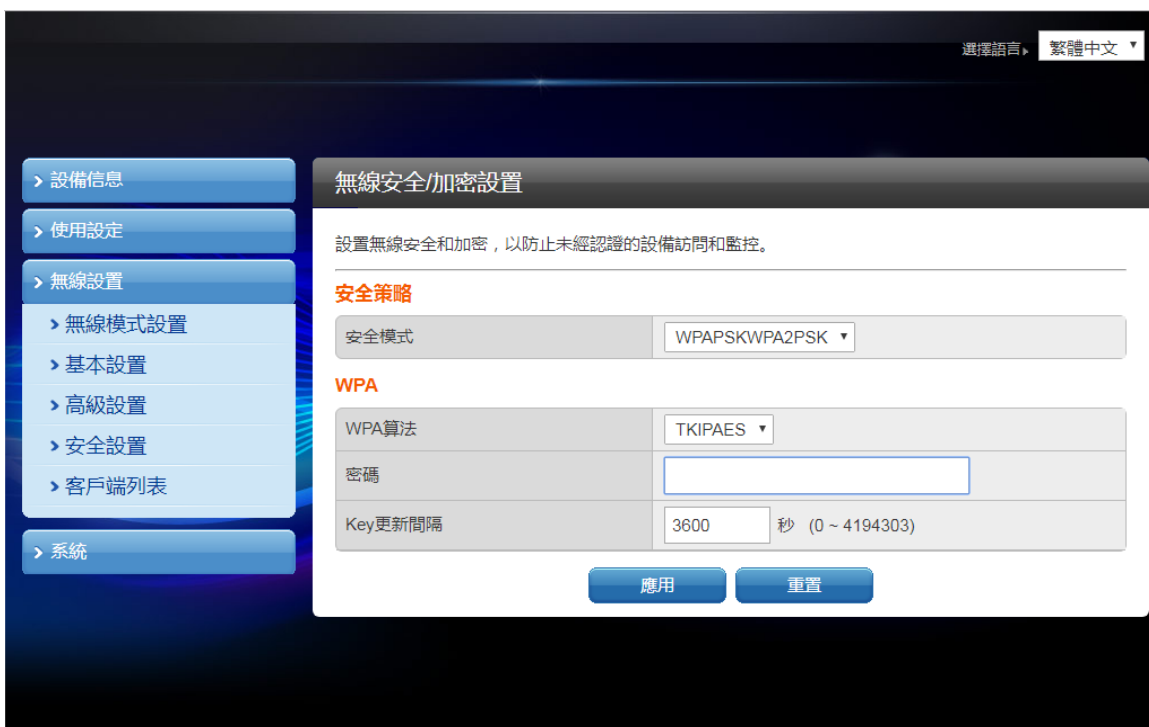 選擇語言 繁體中文
設備信息
使用設定
無線設置
無線模式設置
基本設置
高級設置
安全設置
客戶端列表
系統
無線安全/加密設置
設置無線安全和加密，以防止未經認證的設備訪問和監控。
安全策略
安全模式 WPAPSKWPA2PSK
WPA
WPA算法 TKIPAES
密碼
Key更新間隔 3600 秒 (0 ~ 4194303)
應用 重置